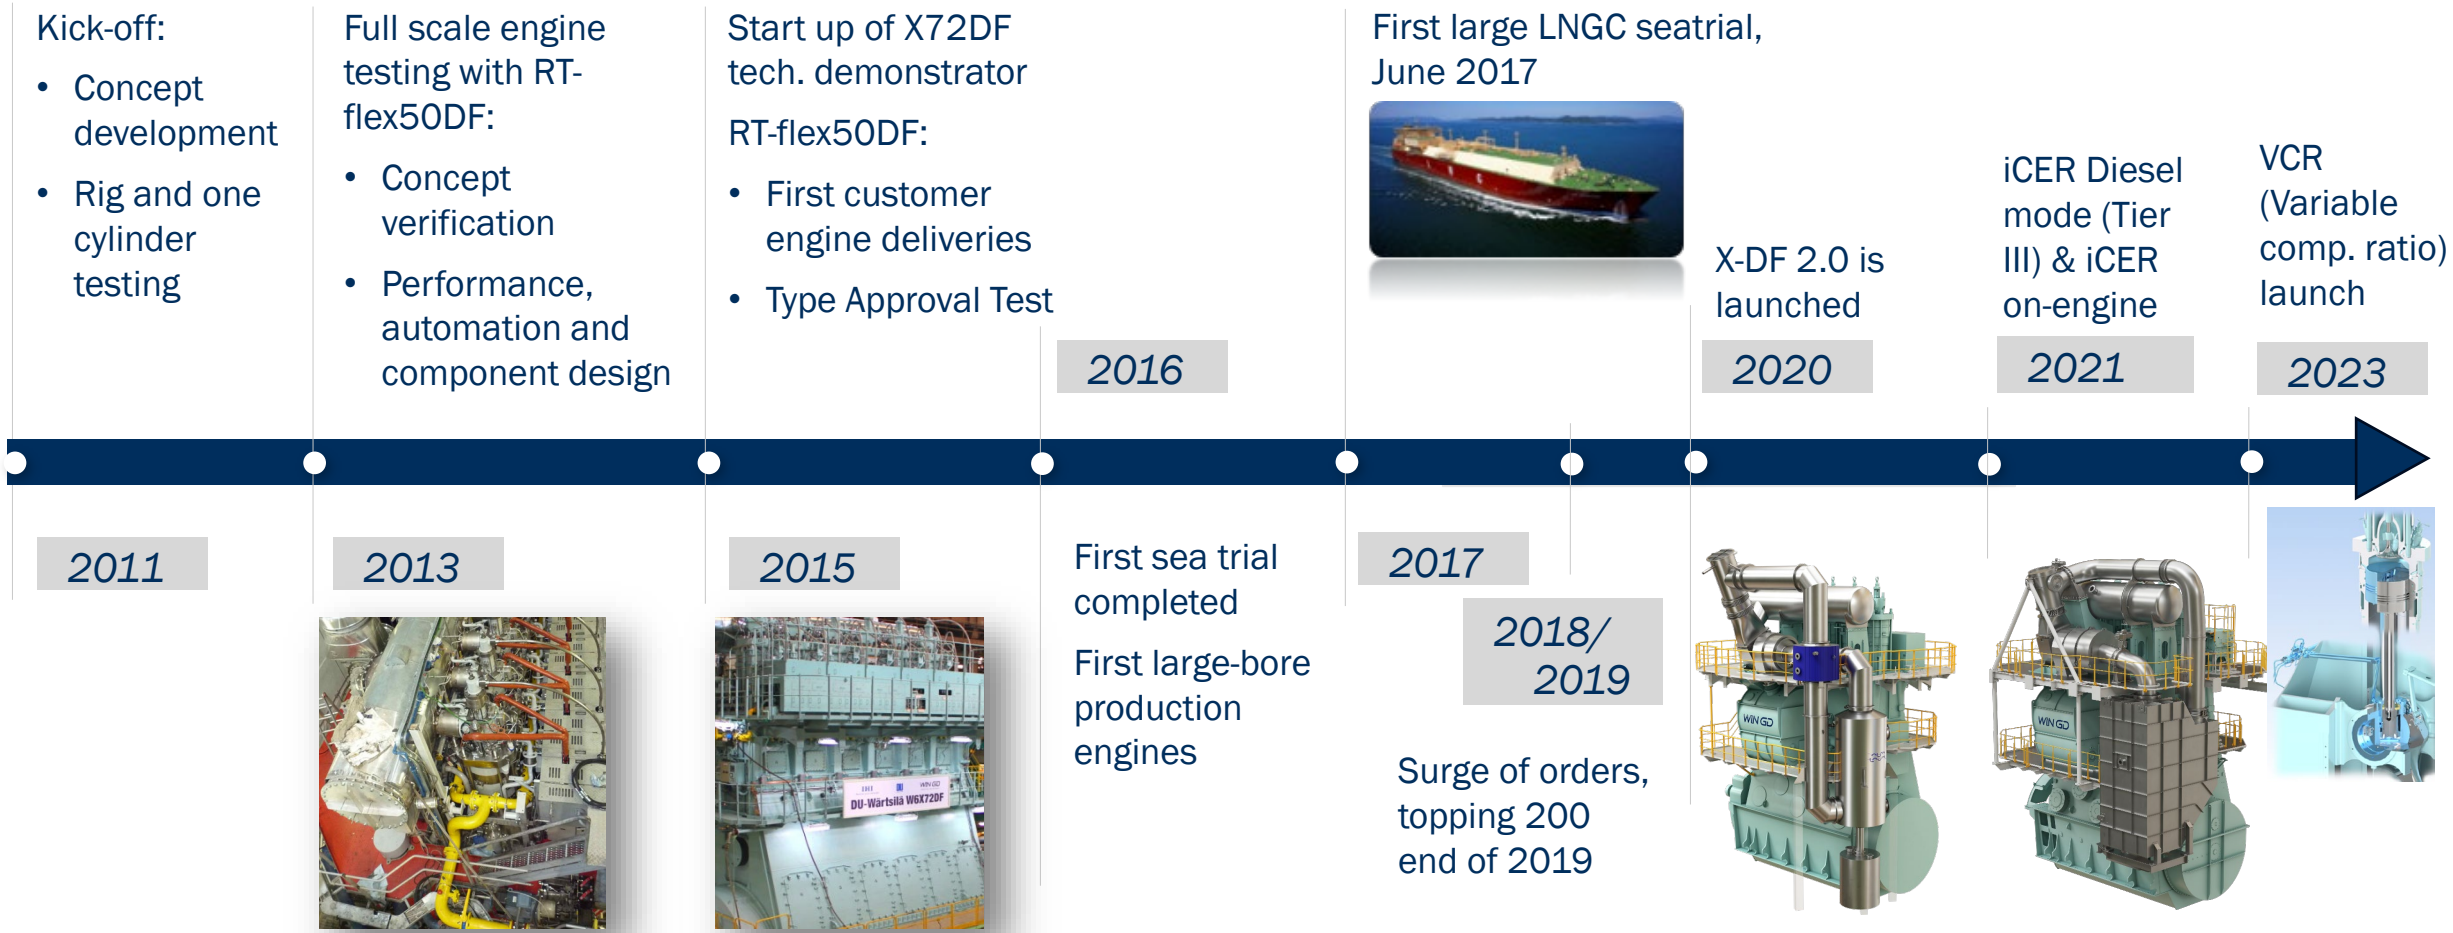 Kick-off:
• Concept
development
• Rig and one
cylinder
testing
2011
Full scale engine
testing with RT-
flex50DF:
• Concept
verification
• Performance,
automation and
component design
2013
Start up of X72DF
tech. demonstrator
RT-flex50DF:
• First customer
engine deliveries
• Type Approval Test
2015
WIN GD
DU-Wärtsilä W6X72DF
2016
First sea trial
completed
First large-bore
production
engines
First large LNGC seatrial,
June 2017
2017
2018/
2019
Surge of orders,
topping 200
end of 2019
X-DF 2.0 is
launched
2020
WIN GD
iCER Diesel
mode (Tier
III) & iCER
on-engine
2021
WIN GD
VCR
(Variable
comp. ratio)
launch
2023